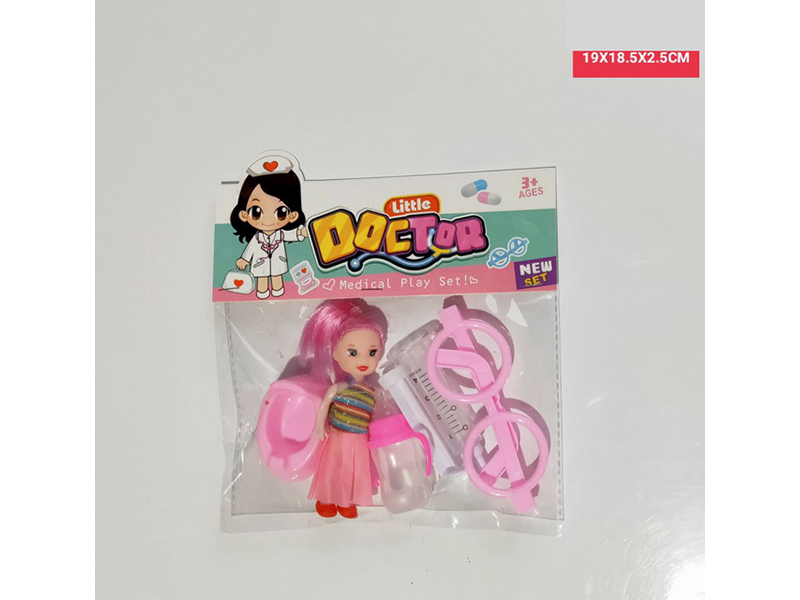 19X18.5X2.5CM
3+
AGES
Little
DOCTOR
NEW
SET
Medical Play Set!